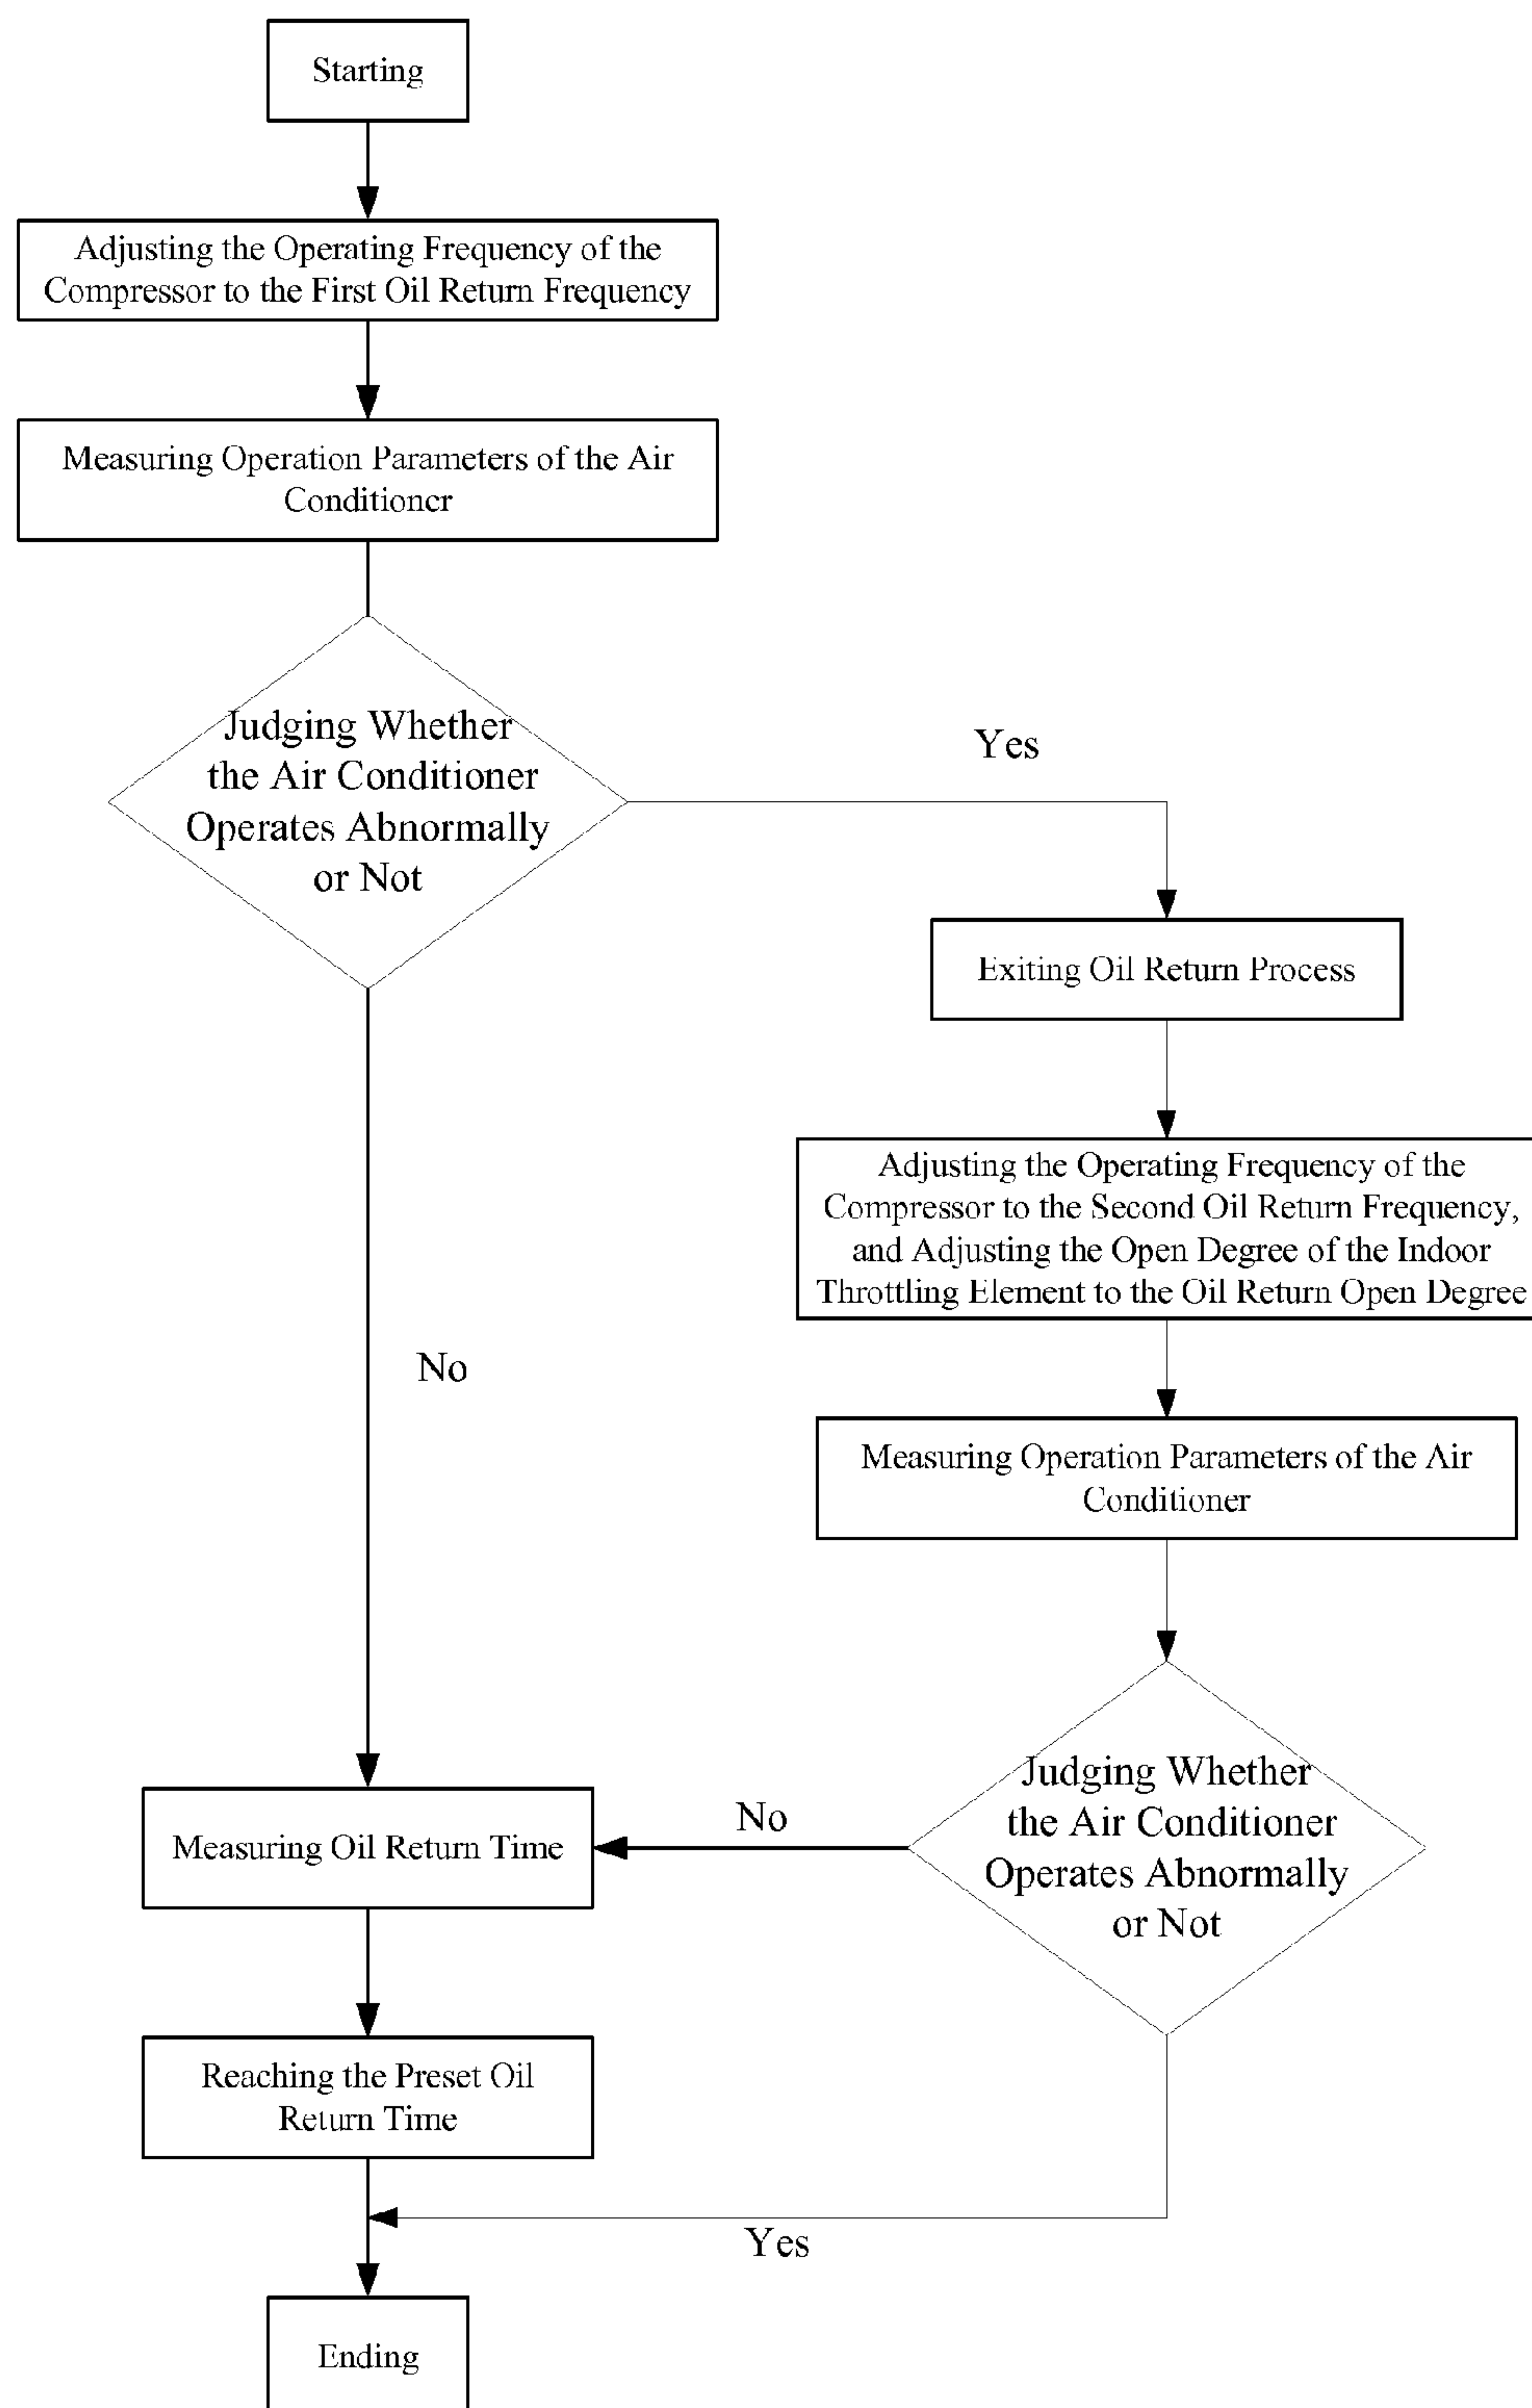 Starting
Adjusting the Operating Frequency of the
Compressor to the First Oil Return Frequency
Measuring Operation Parameters of the Air
Conditioner
Judging Whether
the Air Conditioner
Operates Abnormally
or Not
Yes
Exiting Oil Return Process
Adjusting the Operating Frequency of the
Compressor to the Second Oil Return Frequency,
and Adjusting the Open Degree of the Indoor
Throttling Element to the Oil Return Open Degree
No
Measuring Operation Parameters of the Air
Conditioner
Judging Whether
the Air Conditioner
Operates Abnormally
or Not
No
Measuring Oil Return Time
Reaching the Preset Oil
Return Time
Yes
Ending